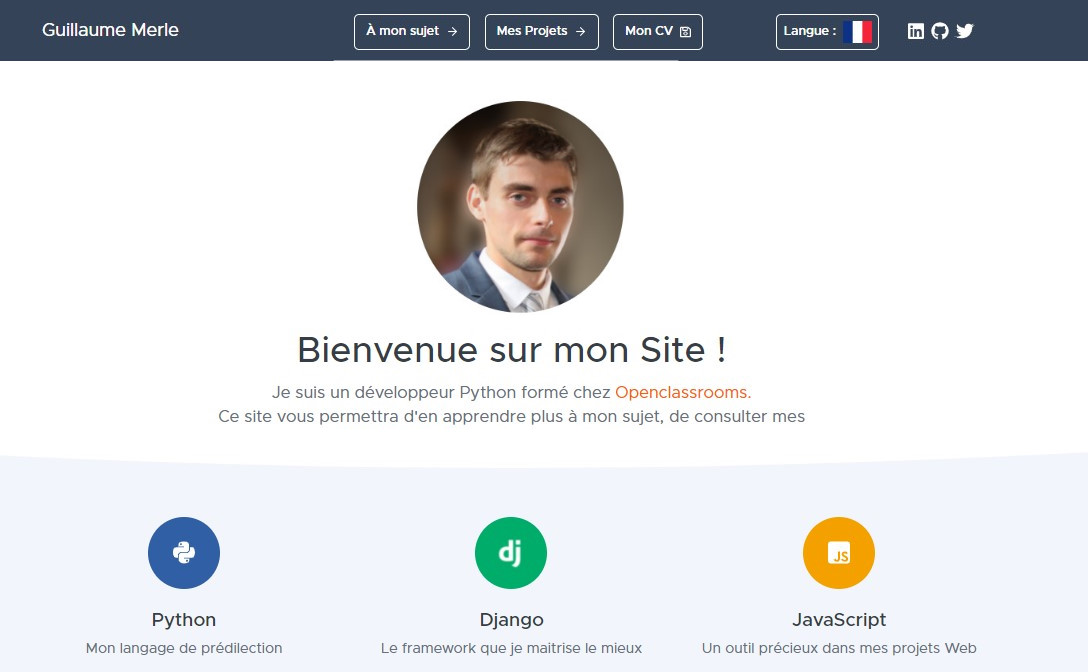 Guillaume Merle
À mon sujet →
Mes Projets →
Mon CV
Langue :
in
Bienvenue sur mon Site !
Je suis un développeur Python formé chez Openclassrooms.
Ce site vous permettra d'en apprendre plus à mon sujet, de consulter mes
dj
JS
Python
Django
JavaScript
Mon langage de prédilection
Le framework que je maitrise le mieux
Un outil précieux dans mes projets Web